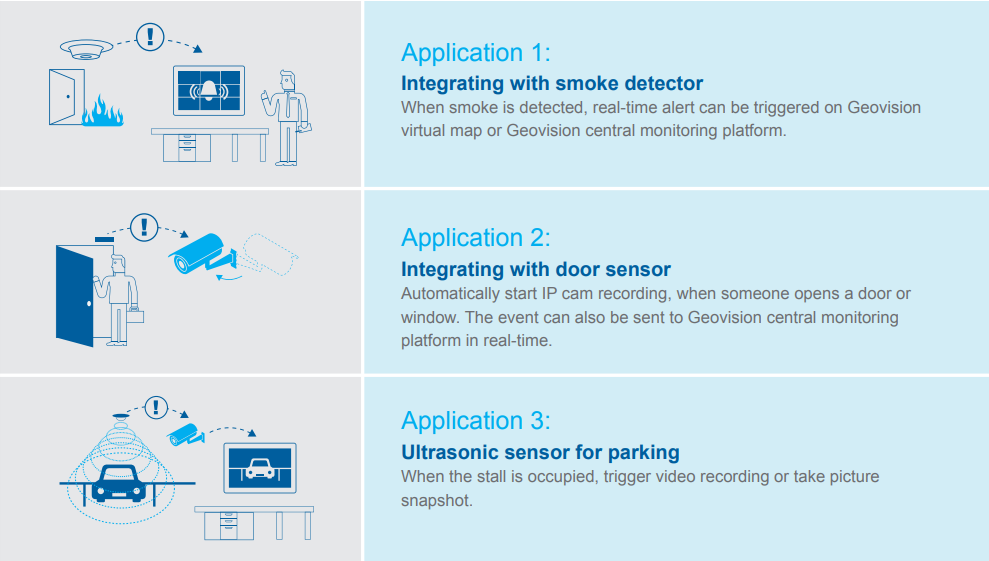 Application 1:
Integrating with smoke detector
When smoke is detected, real-time alert can be triggered on Geovision
virtual map or Geovision central monitoring platform.
Application 2:
Integrating with door sensor
Automatically start IP cam recording, when someone opens a door or
window. The event can also be sent to Geovision central monitoring
platform in real-time.
Application 3:
Ultrasonic sensor for parking
When the stall is occupied, trigger video recording or take picture
snapshot.